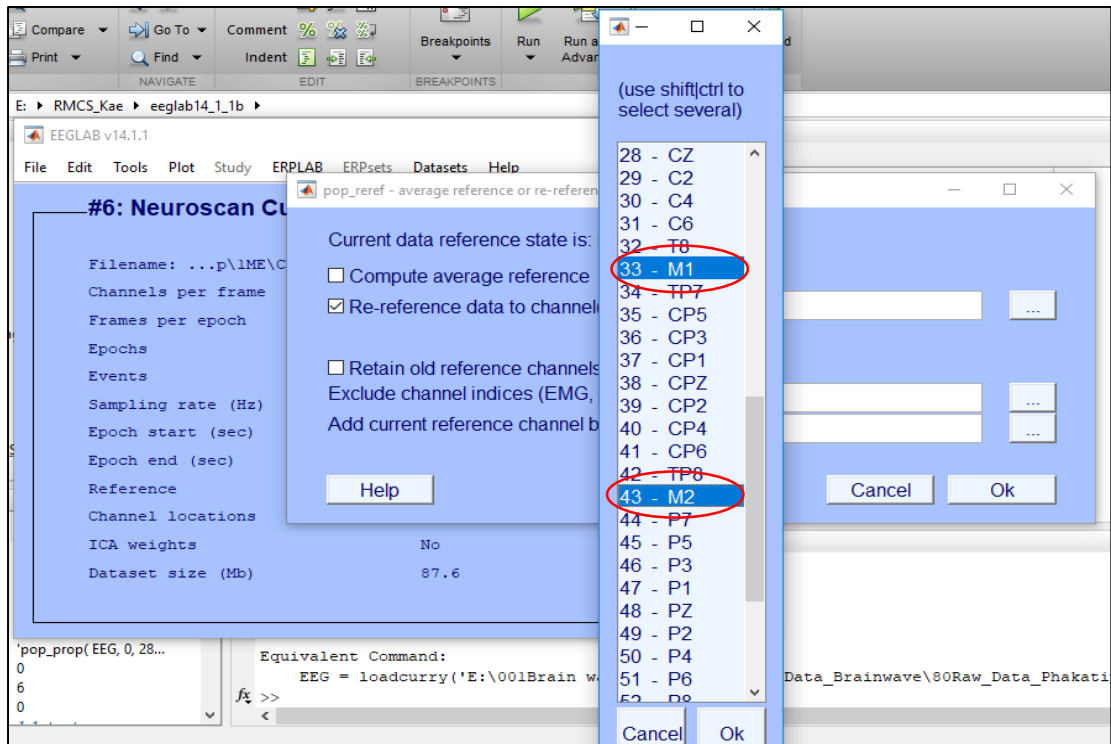 Compare Go To Comment
Breakpoints Run Run a
Print Find Indent Advan
NAVIGATE EDIT BREAKPOINTS
E: RMCS_Kae eeglab14_1_1b
EEGLAB v14.1.1
File Edit Tools Plot Study ERPLAB ERPsets Datasets Help
#6: Neuroscan Cu
Filename: ...p\1ME\C
Channels per frame
Frames per epoch
Epochs
Events
Sampling rate (Hz)
Epoch start (sec)
Epoch end (sec)
Reference
Channel locations
ICA weights No
Dataset size (Mb) 87.6
pop_reref - average reference or re-referen
Current data reference state is:
Compute average reference
Re-reference data to channel
...
Retain old reference channels
Exclude channel indices (EMG,
...
Add current reference channel b
...
Help Cancel Ok
(use shift|ctrl to
select several)
28 - CZ
29 - C2
30 - C4
31 - C6
32 - T8
33 - M1
34 - TP7
35 - CP5
36 - CP3
37 - CP1
38 - CPZ
39 - CP2
40 - CP4
41 - CP6
42 - TP8
43 - M2
44 - P7
45 - P5
46 - P3
47 - P1
48 - PZ
49 - P2
50 - P4
51 - P6
52 - P8
Cancel Ok
'pop_prop( EEG, 0, 28...
0
6
0
Equivalent Command:
EEG = loadcurry('E:\001Brain wa Data_Brainwave\80Raw_Data_Phakati
fx >>